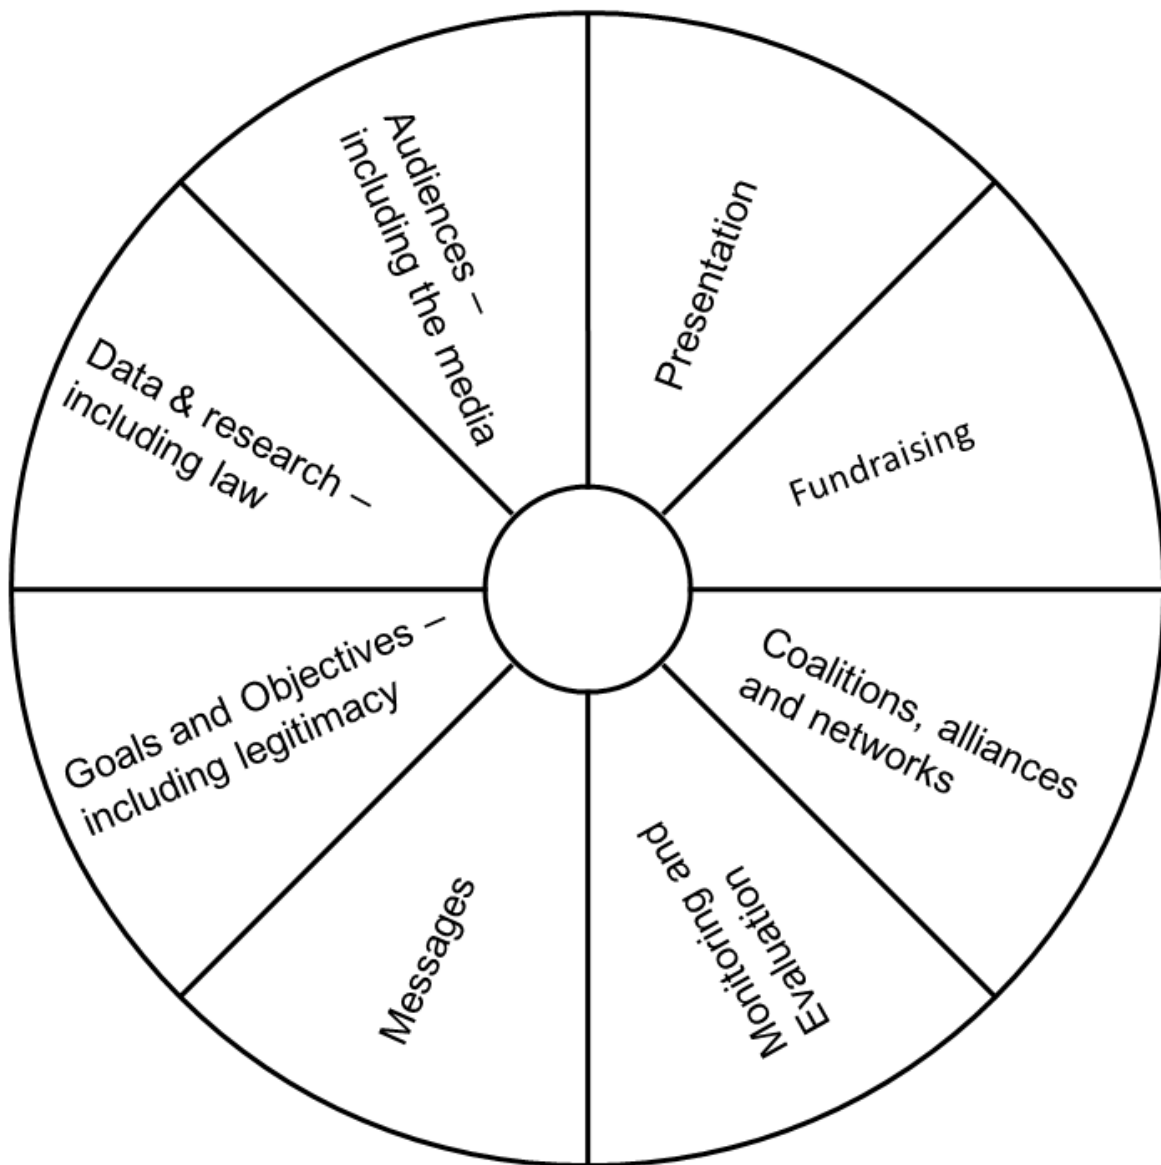 Audiences –
including the media
Presentation
Data & research –
including law
Fundraising
Goals and Objectives –
including legitimacy
Coalitions, alliances
and networks
Messages
Monitoring and
Evaluation